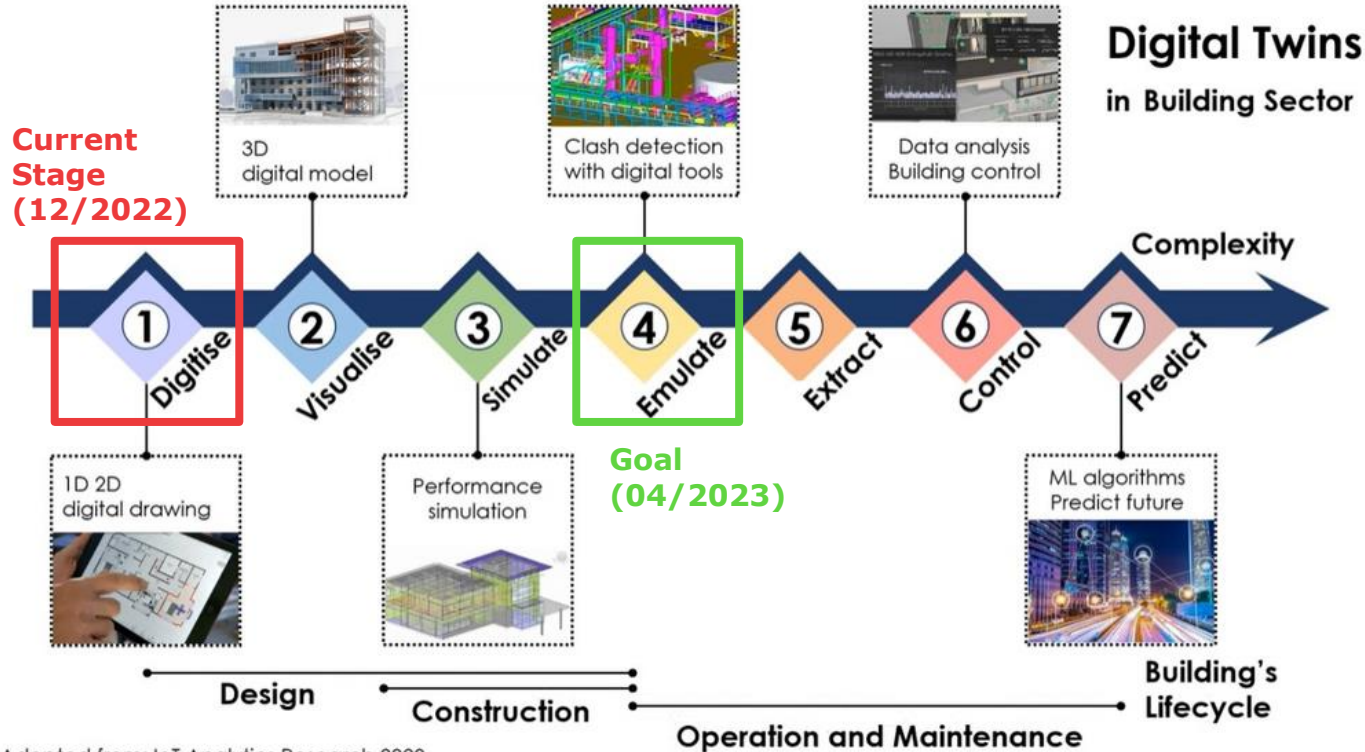 Digital Twins
in Building Sector
Current
Stage
(12/2022)
3D
digital model
Clash detection
with digital tools
Data analysis
Building control
Complexity
1
2
3
4
5
6
7
Digitise
Visualise
Simulate
Emulate
Extract
Control
Predict
1D 2D
digital drawing
Performance
simulation
Goal
(04/2023)
ML algorithms
Predict future
Design
Construction
Operation and Maintenance
Building's
Lifecycle